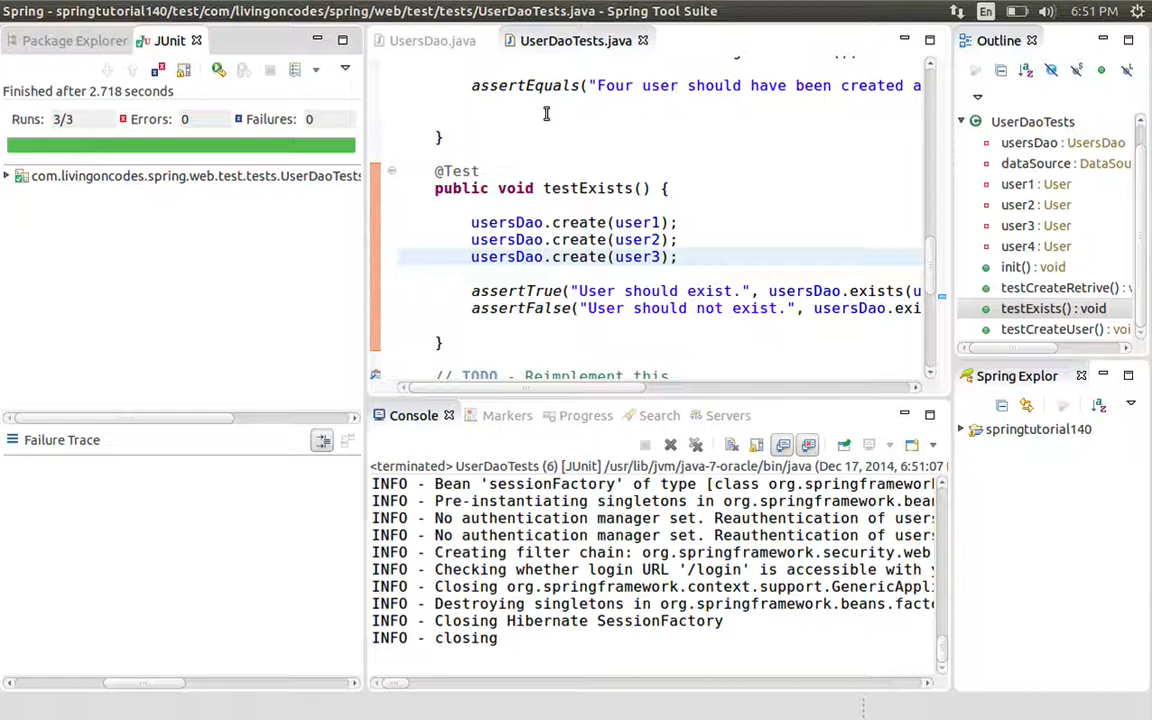 Spring - springtutorial140/test/com/livingoncodes/spring/web/test/tests/UserDaoTests.java - Spring Tool Suite
En
6:51 PM
Package Explorer
JUnit
Finished after 2.718 seconds
Runs: 3/3
Errors: 0
Failures: 0
com.livingoncodes.spring.web.test.tests.UserDaoTests
Failure Trace
UsersDao.java
UserDaoTests.java
assertEquals("Four user should have been created a
}
@Test
public void testExists() {
usersDao.create(user1);
usersDao.create(user2);
usersDao.create(user3);
assertTrue("User should exist.", usersDao.exists(u
assertFalse("User should not exist.", usersDao.exi
}
// TODO - Reimplement this
Console
Markers
Progress
Search
Servers
<terminated> UserDaoTests (6) [JUnit] /usr/lib/jvm/java-7-oracle/bin/java (Dec 17, 2014, 6:51:07
INFO - Bean 'sessionFactory' of type [class org.springframework
INFO - Pre-instantiating singletons in org.springframework.bean
INFO - No authentication manager set. Reauthentication of users
INFO - No authentication manager set. Reauthentication of users
INFO - Creating filter chain: org.springframework.security.web
INFO - Checking whether login URL '/login' is accessible with
INFO - Closing org.springframework.context.support.GenericAppl
INFO - Destroying singletons in org.springframework.beans.facto
INFO - Closing Hibernate SessionFactory
INFO - closing
Outline
UserDaoTests
usersDao : UsersDao
dataSource : DataSou
user1 : User
user2 : User
user3 : User
user4 : User
init() : void
testCreateRetrive() :
testExists() : void
testCreateUser() : voi
Spring Explor
springtutorial140